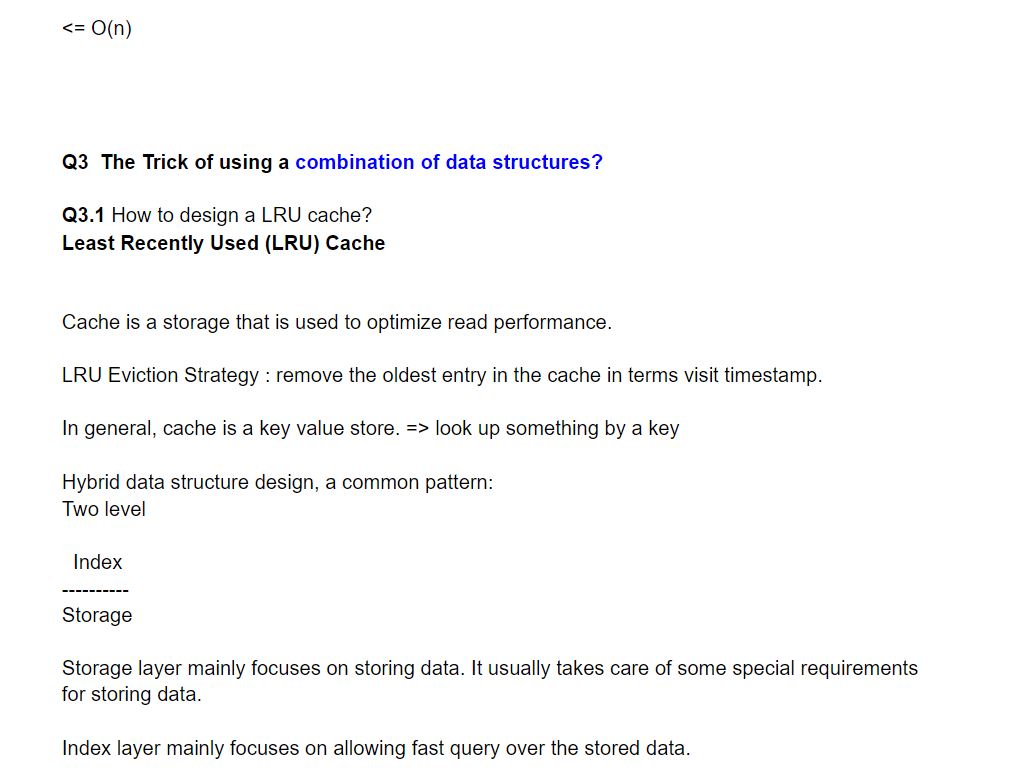 <= O(n)
Q3  The Trick of using a combination of data structures?
Q3.1 How to design a LRU cache?
Least Recently Used (LRU) Cache
Cache is a storage that is used to optimize read performance.
LRU Eviction Strategy : remove the oldest entry in the cache in terms visit timestamp.
In general, cache is a key value store. => look up something by a key
Hybrid data structure design, a common pattern:
Two level
Index
----------
Storage
Storage layer mainly focuses on storing data. It usually takes care of some special requirements
for storing data.
Index layer mainly focuses on allowing fast query over the stored data.